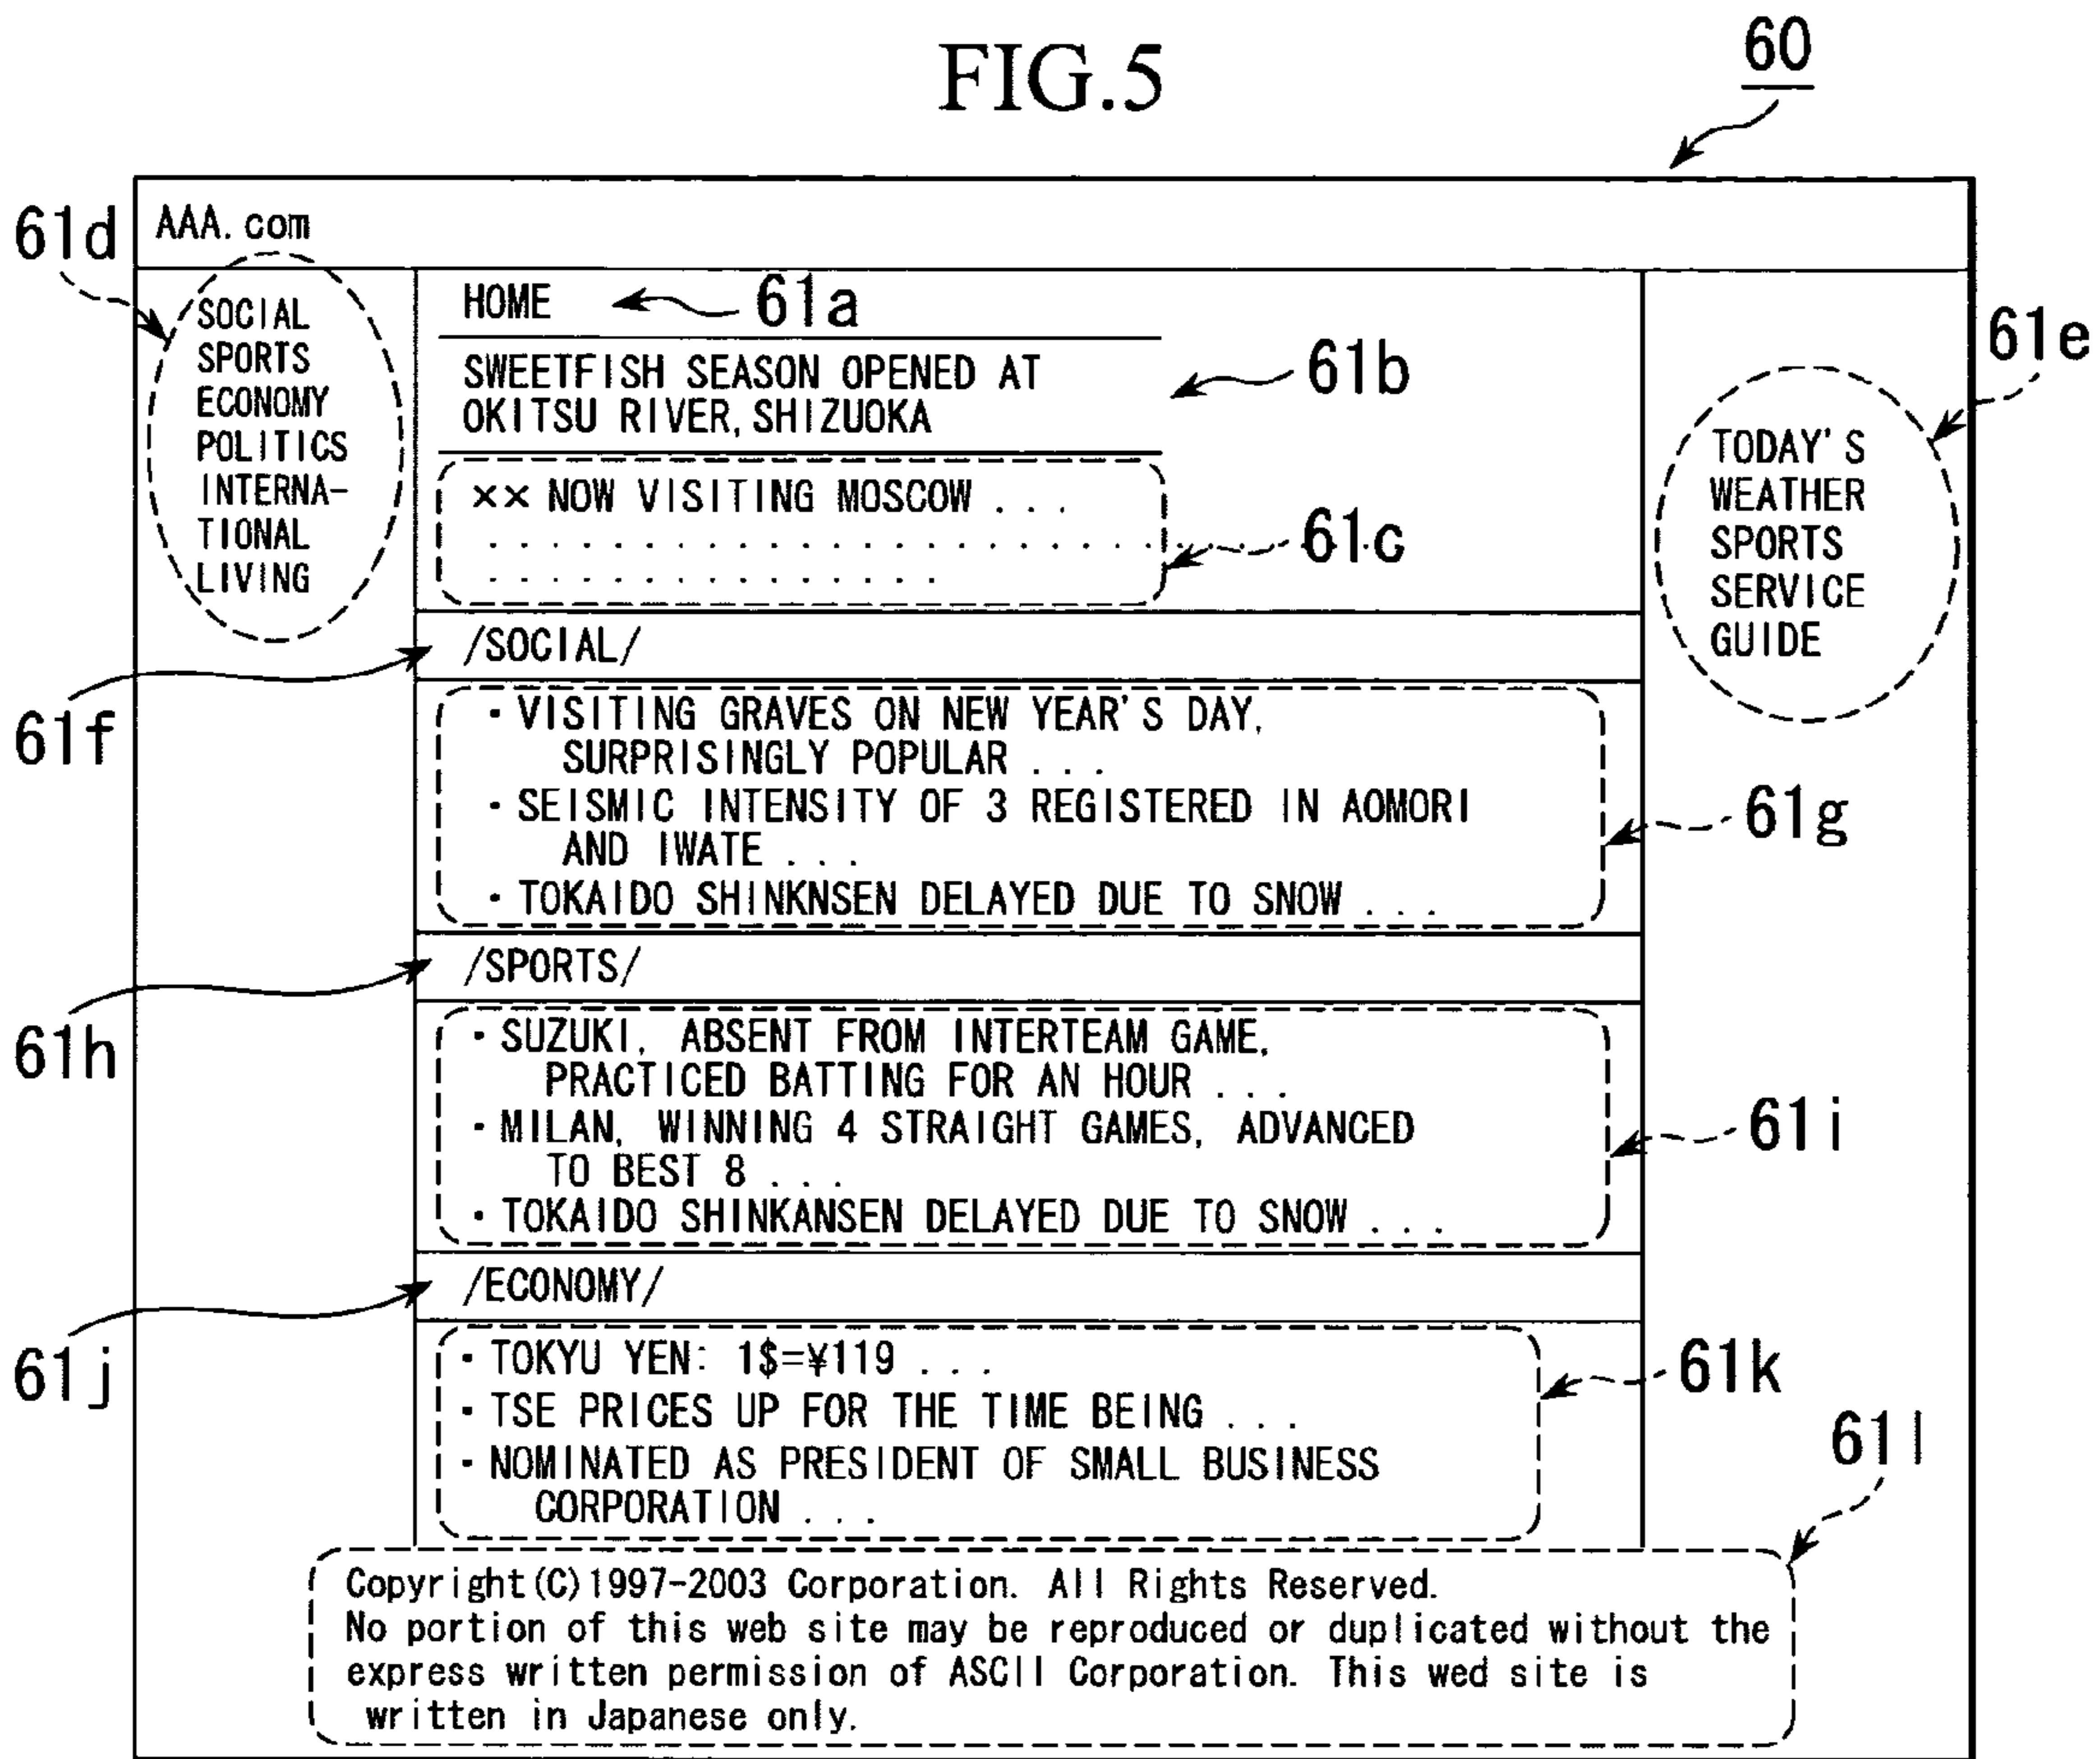 FIG.5
60
AAA.com
61d
SOCIAL
SPORTS
ECONOMY
POLITICS
INTERNA-
TIONAL
LIVING
HOME
61a
SWEETFISH SEASON OPENED AT
OKITSU RIVER, SHIZUOKA
61b
×× NOW VISITING MOSCOW . . .
. . . . . . . . . . . . . . . . . . . . . . . .
. . . . . . . . . . . . . . .
61c
61e
TODAY'S
WEATHER
SPORTS
SERVICE
GUIDE
/SOCIAL/
61f
・VISITING GRAVES ON NEW YEAR'S DAY,
SURPRISINGLY POPULAR . . .
・SEISMIC INTENSITY OF 3 REGISTERED IN AOMORI
AND IWATE . . .
・TOKAIDO SHINKNSEN DELAYED DUE TO SNOW . . .
61g
/SPORTS/
61h
・SUZUKI, ABSENT FROM INTERTEAM GAME,
PRACTICED BATTING FOR AN HOUR . . .
・MILAN, WINNING 4 STRAIGHT GAMES, ADVANCED
TO BEST 8 . . .
・TOKAIDO SHINKANSEN DELAYED DUE TO SNOW . . .
61i
/ECONOMY/
61j
・TOKYU YEN: 1$=¥119 . . .
・TSE PRICES UP FOR THE TIME BEING . . .
・NOMINATED AS PRESIDENT OF SMALL BUSINESS
CORPORATION . . .
61k
61l
Copyright(C)1997-2003 Corporation. All Rights Reserved.
No portion of this web site may be reproduced or duplicated without the
express written permission of ASCII Corporation. This wed site is
written in Japanese only.